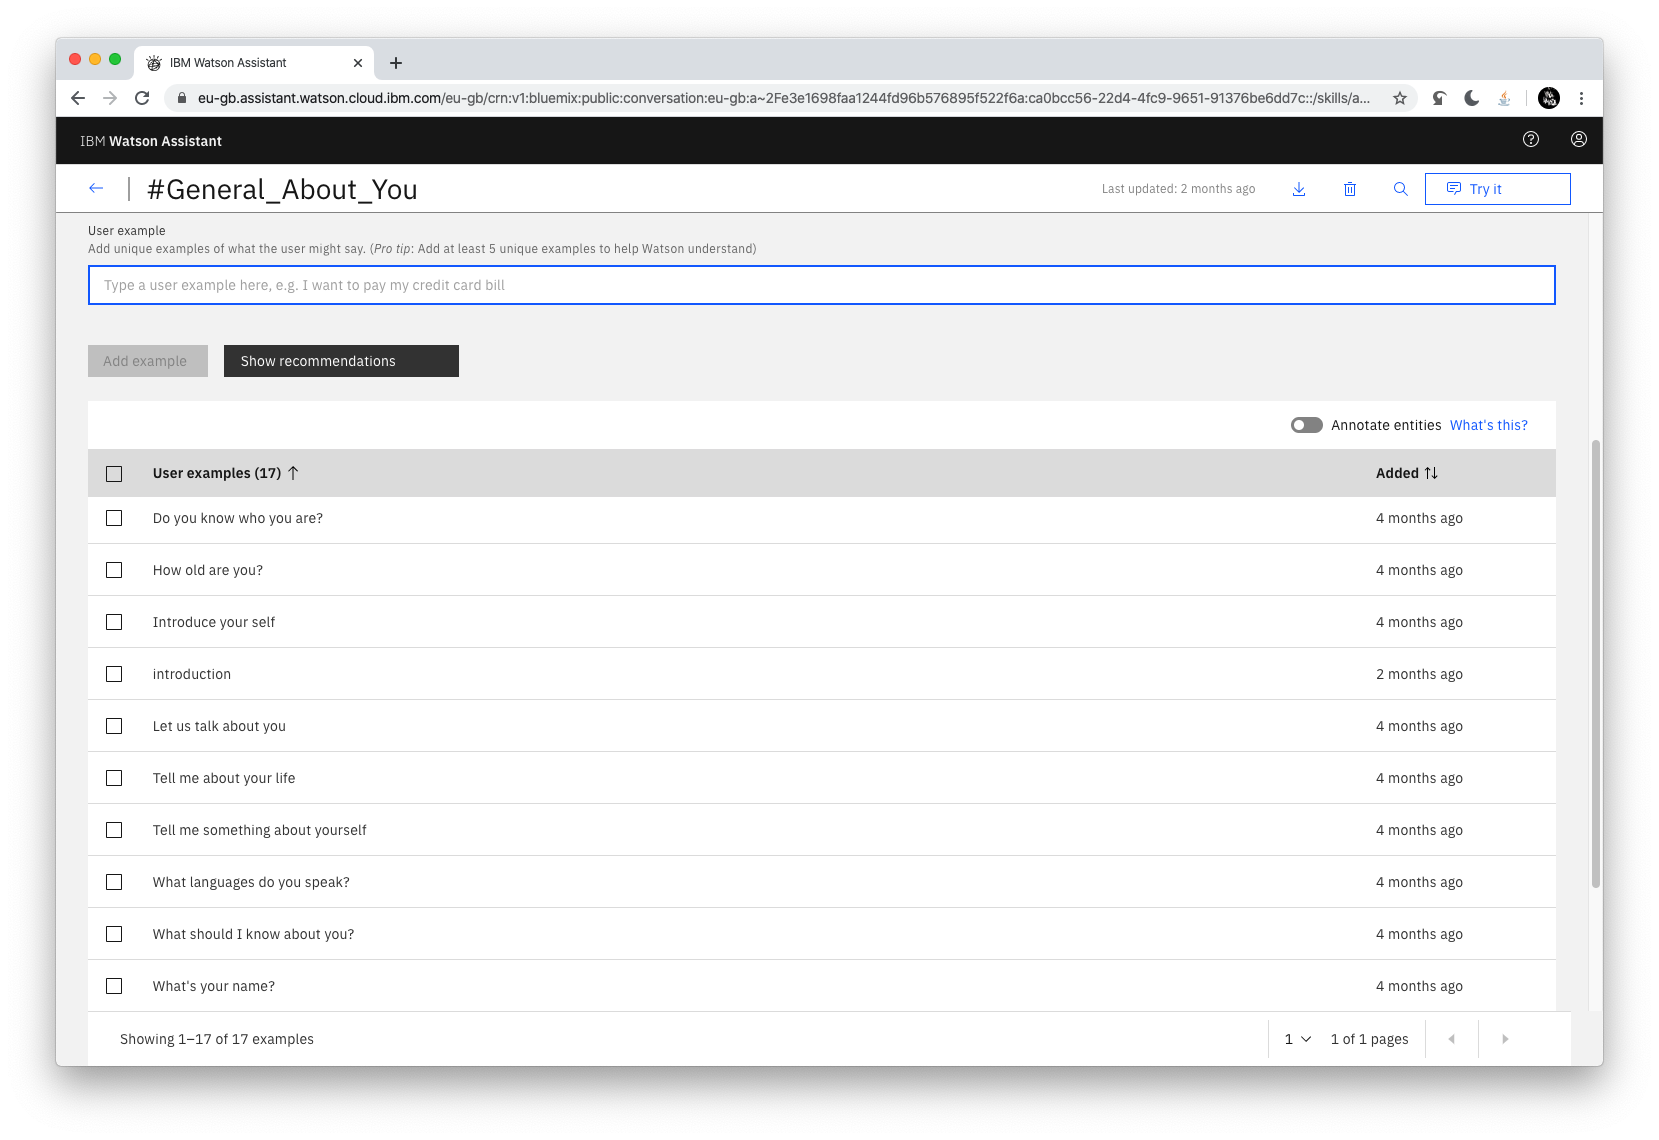 IBM Watson Assistant
eu-gb.assistant.watson.cloud.ibm.com/eu-gb/crn:v1:bluemix:public:conversation:eu-gb:a~2Fe3e1698faa1244fd96b576895f522f6a:ca0bcc56-22d4-4fc9-9651-91376be6dd7c::/skills/a...
IBM Watson Assistant
#General_About_You
Last updated: 2 months ago
Try it
User example
Add unique examples of what the user might say. (Pro tip: Add at least 5 unique examples to help Watson understand)
Type a user example here, e.g. I want to pay my credit card bill
Add example
Show recommendations
Annotate entities What's this?
User examples (17) Added
Do you know who you are? 4 months ago
How old are you? 4 months ago
Introduce your self 4 months ago
introduction 2 months ago
Let us talk about you 4 months ago
Tell me about your life 4 months ago
Tell me something about yourself 4 months ago
What languages do you speak? 4 months ago
What should I know about you? 4 months ago
What's your name? 4 months ago
Showing 1–17 of 17 examples 1 1 of 1 pages